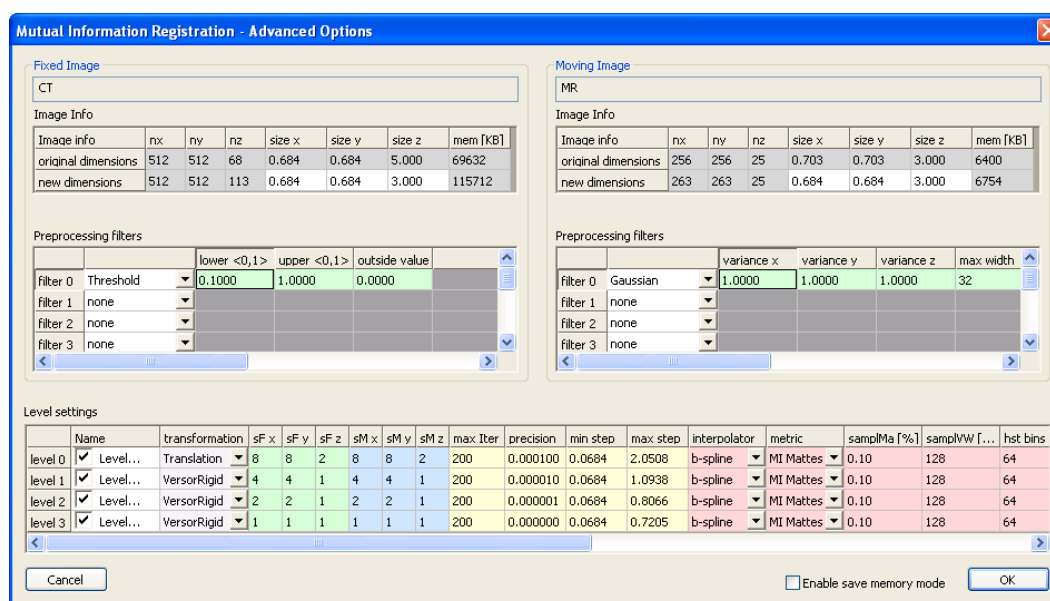 Mutual Information Registration - Advanced Options
Fixed Image
CT
Image Info
Image info nx ny nz size x size y size z mem [KB]
original dimensions 512 512 68 0.684 0.684 5.000 69632
new dimensions 512 512 113 0.684 0.684 3.000 115712
Preprocessing filters
lower <0,1> upper <0,1> outside value
filter 0 Threshold 0.1000 1.0000 0.0000
filter 1 none
filter 2 none
filter 3 none
Moving Image
MR
Image Info
Image info nx ny nz size x size y size z mem [KB]
original dimensions 256 256 25 0.703 0.703 3.000 6400
new dimensions 263 263 25 0.684 0.684 3.000 6754
Preprocessing filters
variance x variance y variance z max width
filter 0 Gaussian 1.0000 1.0000 1.0000 32
filter 1 none
filter 2 none
filter 3 none
Level settings
Name transformation sF x sF y sF z sM x sM y sM z max Iter precision min step max step interpolator metric samplMa [%] samplVW [... hst bins
level 0 Level... Translation 8 8 2 8 8 2 200 0.000100 0.0684 2.0508 b-spline MI Mattes 0.10 128 64
level 1 Level... VersorRigid 4 4 1 4 4 1 200 0.000010 0.0684 1.0938 b-spline MI Mattes 0.10 128 64
level 2 Level... VersorRigid 2 2 1 2 2 1 200 0.000001 0.0684 0.8066 b-spline MI Mattes 0.10 128 64
level 3 Level... VersorRigid 1 1 1 1 1 1 200 0.000000 0.0684 0.7205 b-spline MI Mattes 0.10 128 64
Cancel
Enable save memory mode
OK